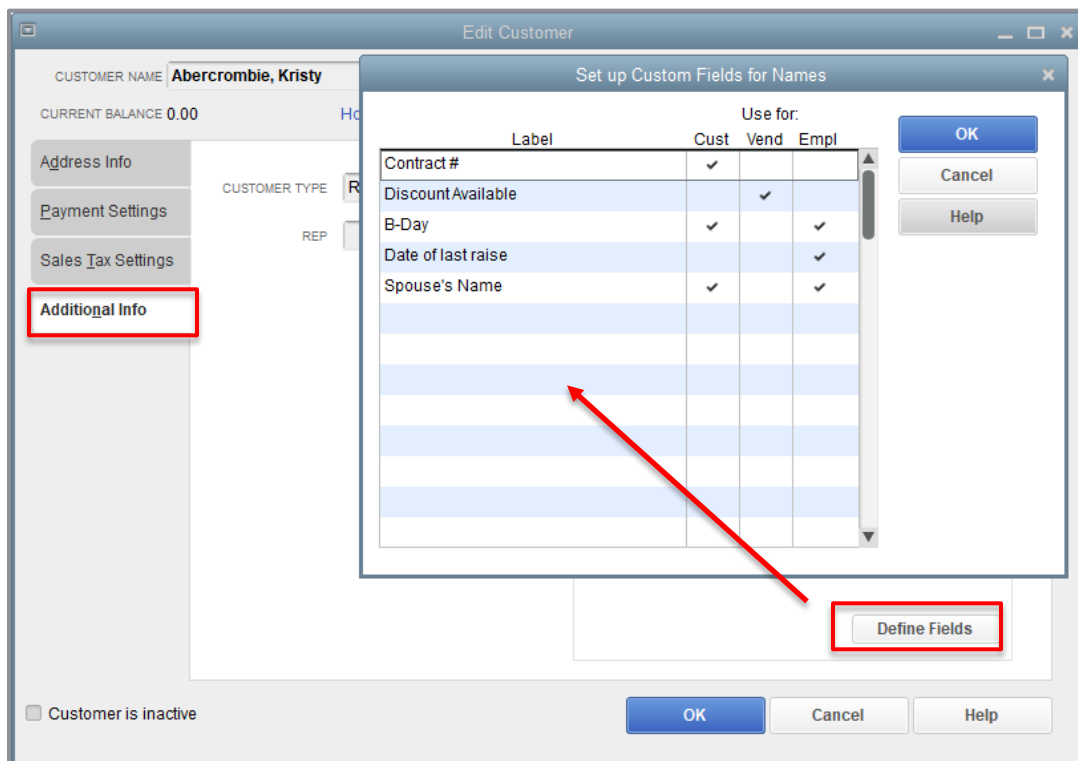 Edit Customer
CUSTOMER NAME Abercrombie, Kristy
CURRENT BALANCE 0.00
Ho
Address Info
Payment Settings
Sales Tax Settings
Additional Info
CUSTOMER TYPE R
REP
Set up Custom Fields for Names
Use for:
Label Cust Vend Empl
Contract #
Discount Available
B-Day
Date of last raise
Spouse's Name
OK
Cancel
Help
Define Fields
Customer is inactive
OK Cancel Help